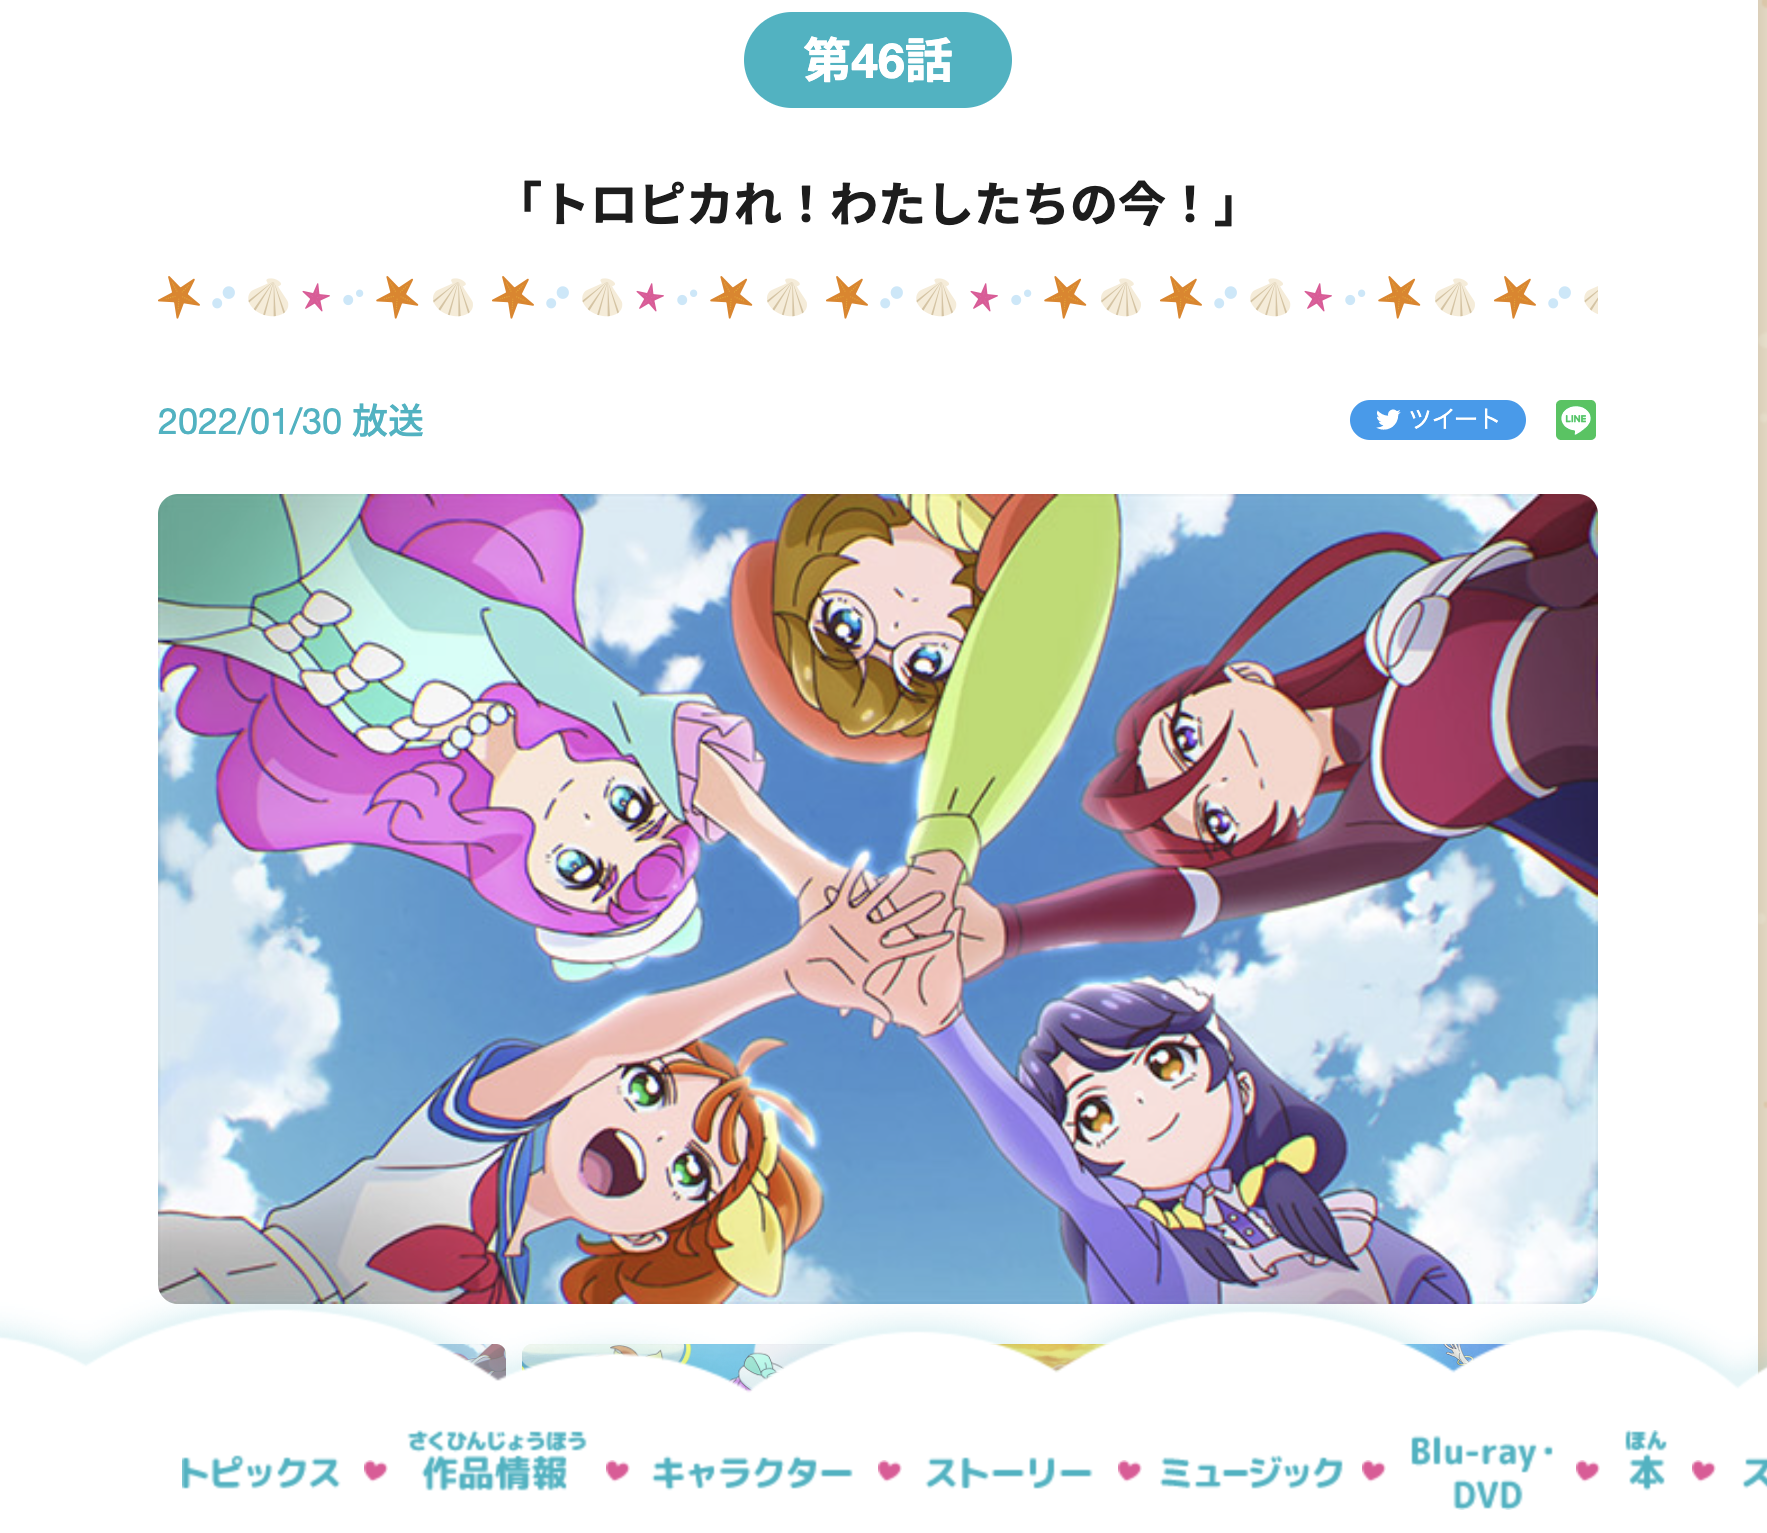 第46話
「トロピカれ！わたしたちの今！」
2022/01/30 放送
ツイート
LINE
トピックス
さくひんじょうほう
作品情報
キャラクター
ストーリー
ミュージック
Blu-ray・
DVD
ほん
本